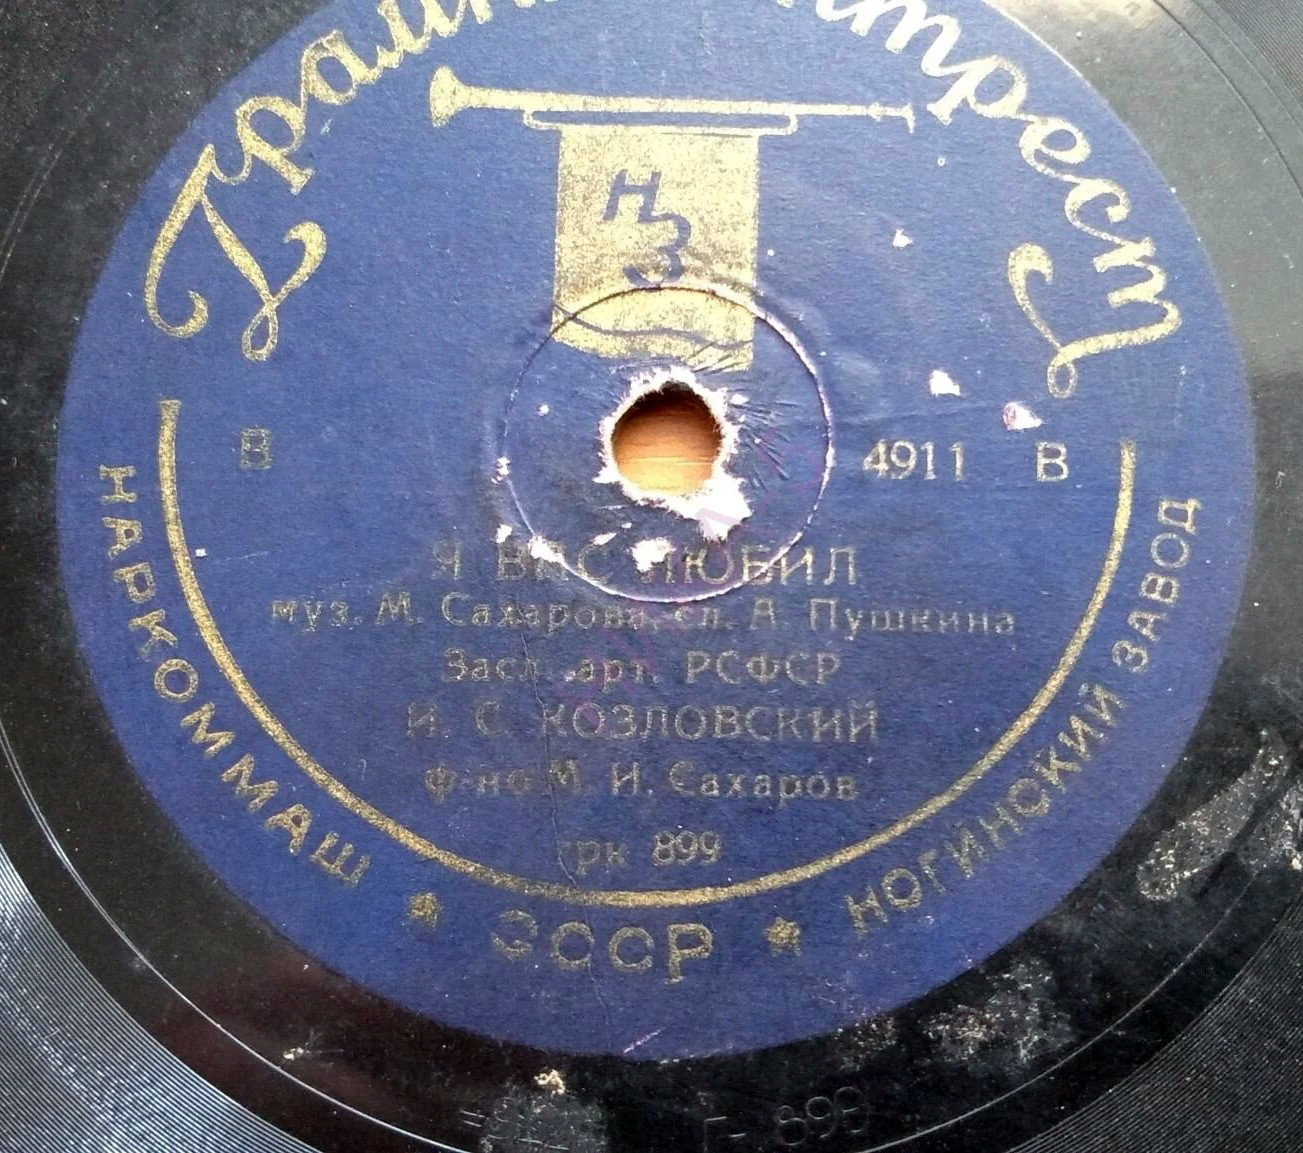 Грампласттрест
Н З
В 4911 В
Я ВАС ЛЮБИЛ
муз. М. Сахарова, сл. А. Пушкина
Засл. арт. РСФСР
И. С. КОЗЛОВСКИЙ
ф-но М. И. Сахаров
грк 899
НАРКОММАШ ★ СССР ★ НОГИНСКИЙ ЗАВОД
Г- 899